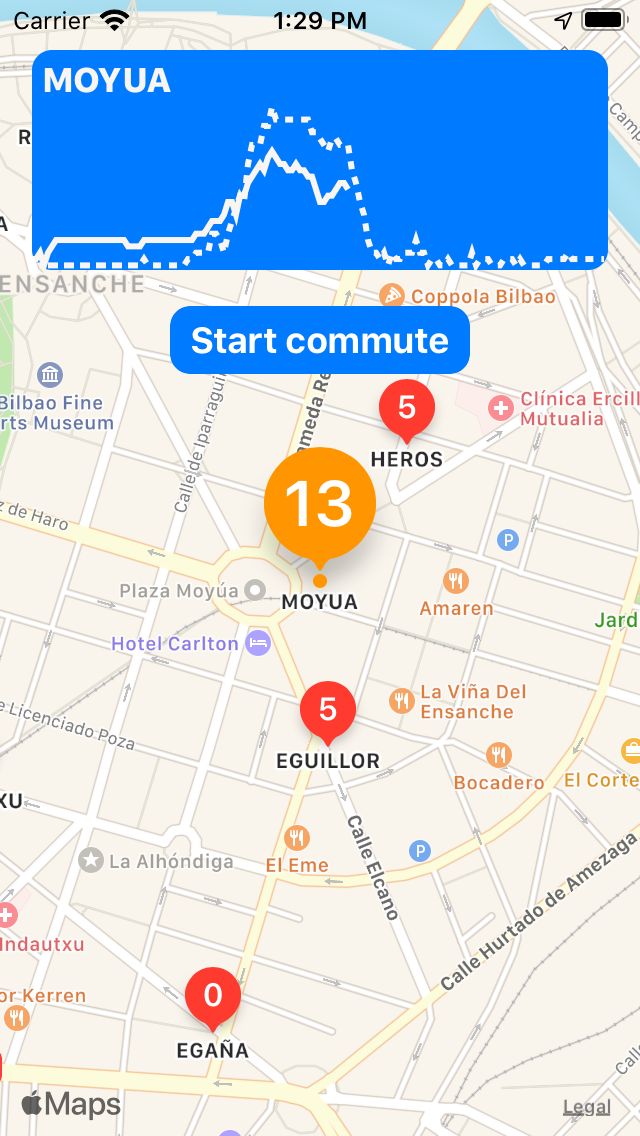 Carrier
1:29 PM
MOYUA
ENSANCHE
Coppola Bilbao
Start commute
Bilbao Fine
rts Museum
Calle de Iparraguir
ameda Re
5
HEROS
Clínica Ercill
Mutualia
13
z de Haro
P
Plaza Moyúa
MOYUA
Amaren
Jard
Hotel Carlton
La Viña Del
Ensanche
5
EGUILLOR
e Licenciado Poza
Bocadero
El Corte
XU
La Alhóndiga
El Eme
P
Calle Elcano
Calle Hurtado de Amezaga
Indautxu
or Kerren
0
EGAÑA
Maps
Legal